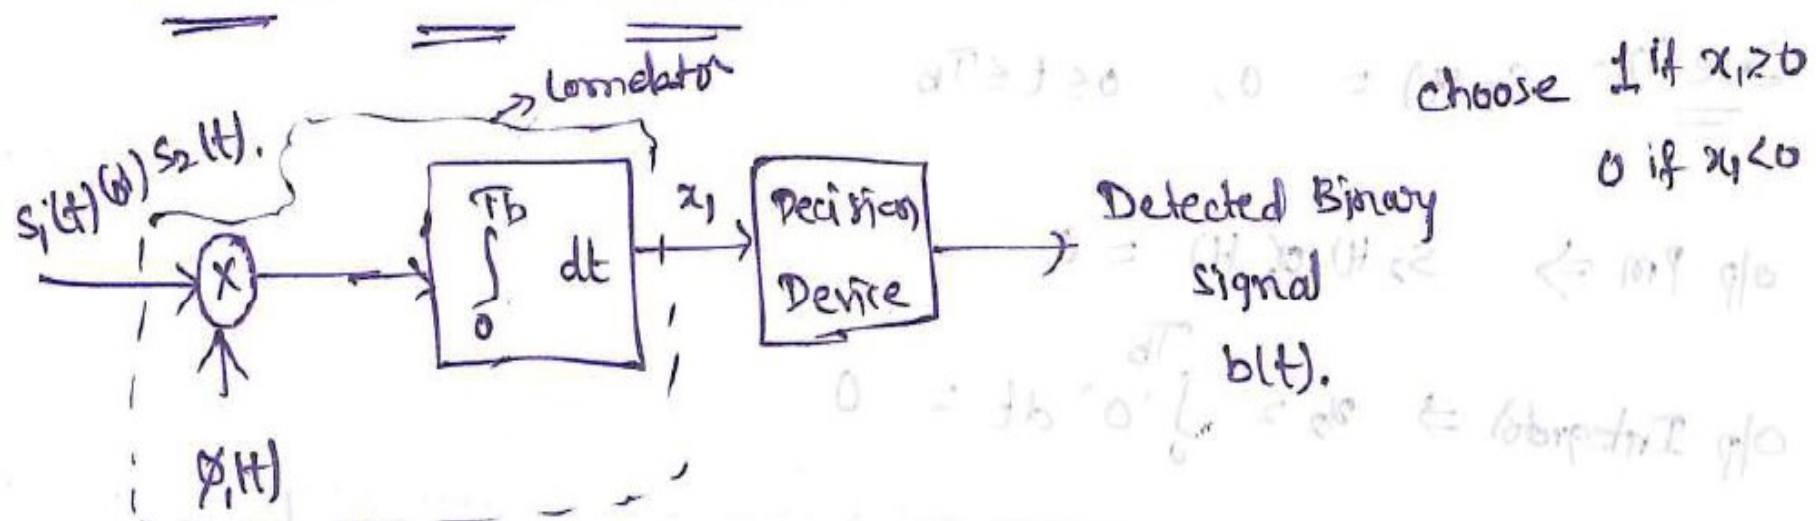 Correlator
choose 1 if x₁≥0
0 if x₁<0
S₁(t) (or) S₂(t).
X
Tb
∫ dt
0
x₁
Decision
Device
Detected Binary
signal
b(t).
ϕ₁(t)